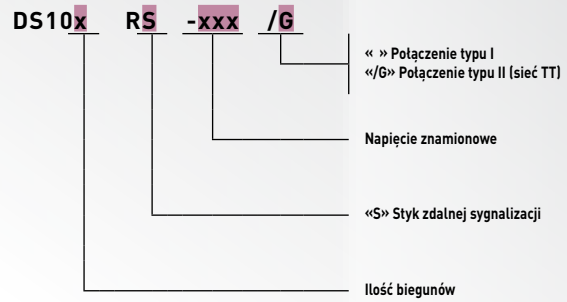 DS10x RS -xxx /G
« » Połączenie typu I
«/G» Połączenie typu II (sieć TT)
Napięcie znamionowe
«S» Styk zdalnej sygnalizacji
Ilość biegunów